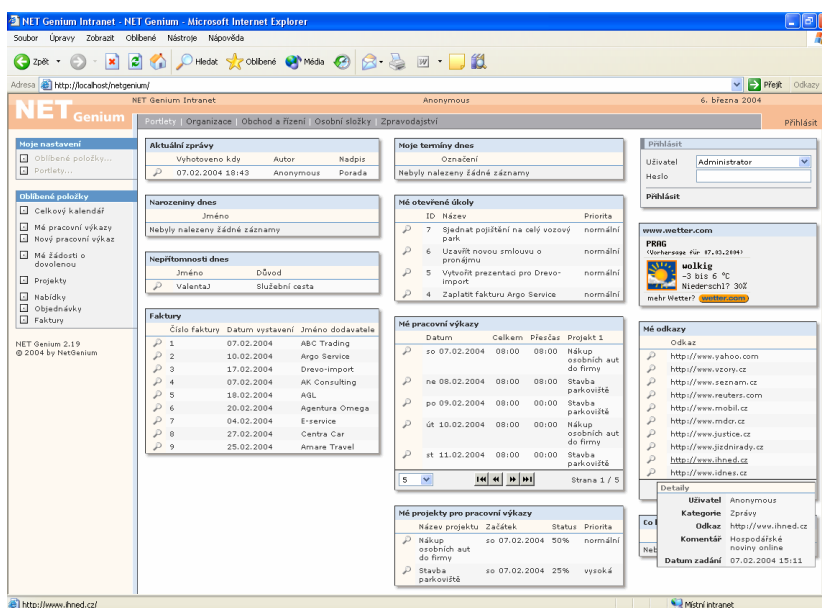 NET Genium Intranet - NET Genium - Microsoft Internet Explorer
Soubor Úpravy Zobrazit Oblíbené Nástroje Nápověda
Zpět Hledat Oblíbené Média
Adresa http://localhost/netgenium/ Přejít Odkazy
NET Genium
NET Genium Intranet Anonymous 6. března 2004
Portlety | Organizace | Obchod a řízení | Osobní složky | Zpravodajství Přihlásit
Moje nastavení
Oblíbené položky...
Portlety...
Oblíbené položky
Celkový kalendář
Mé pracovní výkazy
Nový pracovní výkaz
Mé žádosti o
dovolenou
Projekty
Nabídky
Objednávky
Faktury
NET Genium 2.19
© 2004 by NetGenium
Aktuální zprávy
Vyhotoveno kdy Autor Nadpis
07.02.2004 18:43 Anonymous Porada
Narozeniny dnes
Jméno
Nebyly nalezeny žádné záznamy
Nepřítomnosti dnes
Jméno Důvod
ValentaJ Služební cesta
Faktury
Číslo faktury Datum vystavení Jméno dodavatele
1 07.02.2004 ABC Trading
2 10.02.2004 Argo Service
3 17.02.2004 Drevo-import
4 07.02.2004 AK Consulting
5 18.02.2004 AGL
6 20.02.2004 Agentura Omega
7 04.02.2004 E-service
8 27.02.2004 Centra Car
9 25.02.2004 Amare Travel
Moje termíny dnes
Označení
Nebyly nalezeny žádné záznamy
Mé otevřené úkoly
ID Název Priorita
7 Sjednat pojištění na celý vozový normální
park
6 Uzavřít novou smlouvu o normální
pronájmu
5 Vytvořit prezentaci pro Drevo- normální
import
4 Zaplatit fakturu Argo Service normální
Mé pracovní výkazy
Datum Celkem Přesčas Projekt 1
so 07.02.2004 08:00 08:00 Nákup
osobních aut
do firmy
ne 08.02.2004 08:00 08:00 Stavba
parkoviště
po 09.02.2004 08:00 00:00 Stavba
parkoviště
út 10.02.2004 08:00 00:00 Nákup
osobních aut
do firmy
st 11.02.2004 08:00 00:00 Stavba
parkoviště
5 Strana 1 / 5
Mé projekty pro pracovní výkazy
Název projektu Začátek Status Priorita
Nákup so 07.02.2004 50% normální
osobních aut
do firmy
Stavba so 07.02.2004 25% vysoká
parkoviště
Přihlásit
Uživatel Administrator
Heslo
Přihlásit
www.wetter.com
PRAG
(Vorhersage für 07.03.2004)
wolkig
-3 bis 6 °C
Niederschl? 30%
mehr Wetter? wetter.com
Mé odkazy
Odkaz
http://www.yahoo.com
http://www.vzory.cz
http://www.seznam.cz
http://www.reuters.com
http://www.mobil.cz
http://www.mdcr.cz
http://www.justice.cz
http://www.jizdnirady.cz
http://www.ihned.cz
http://www.idnes.cz
Detaily
Uživatel Anonymous
Kategorie Zprávy
Odkaz http://www.ihned.cz
Komentář Hospodářské
noviny online
Datum zadání 07.02.2004 15:11
http://www.ihned.cz/ Místní intranet